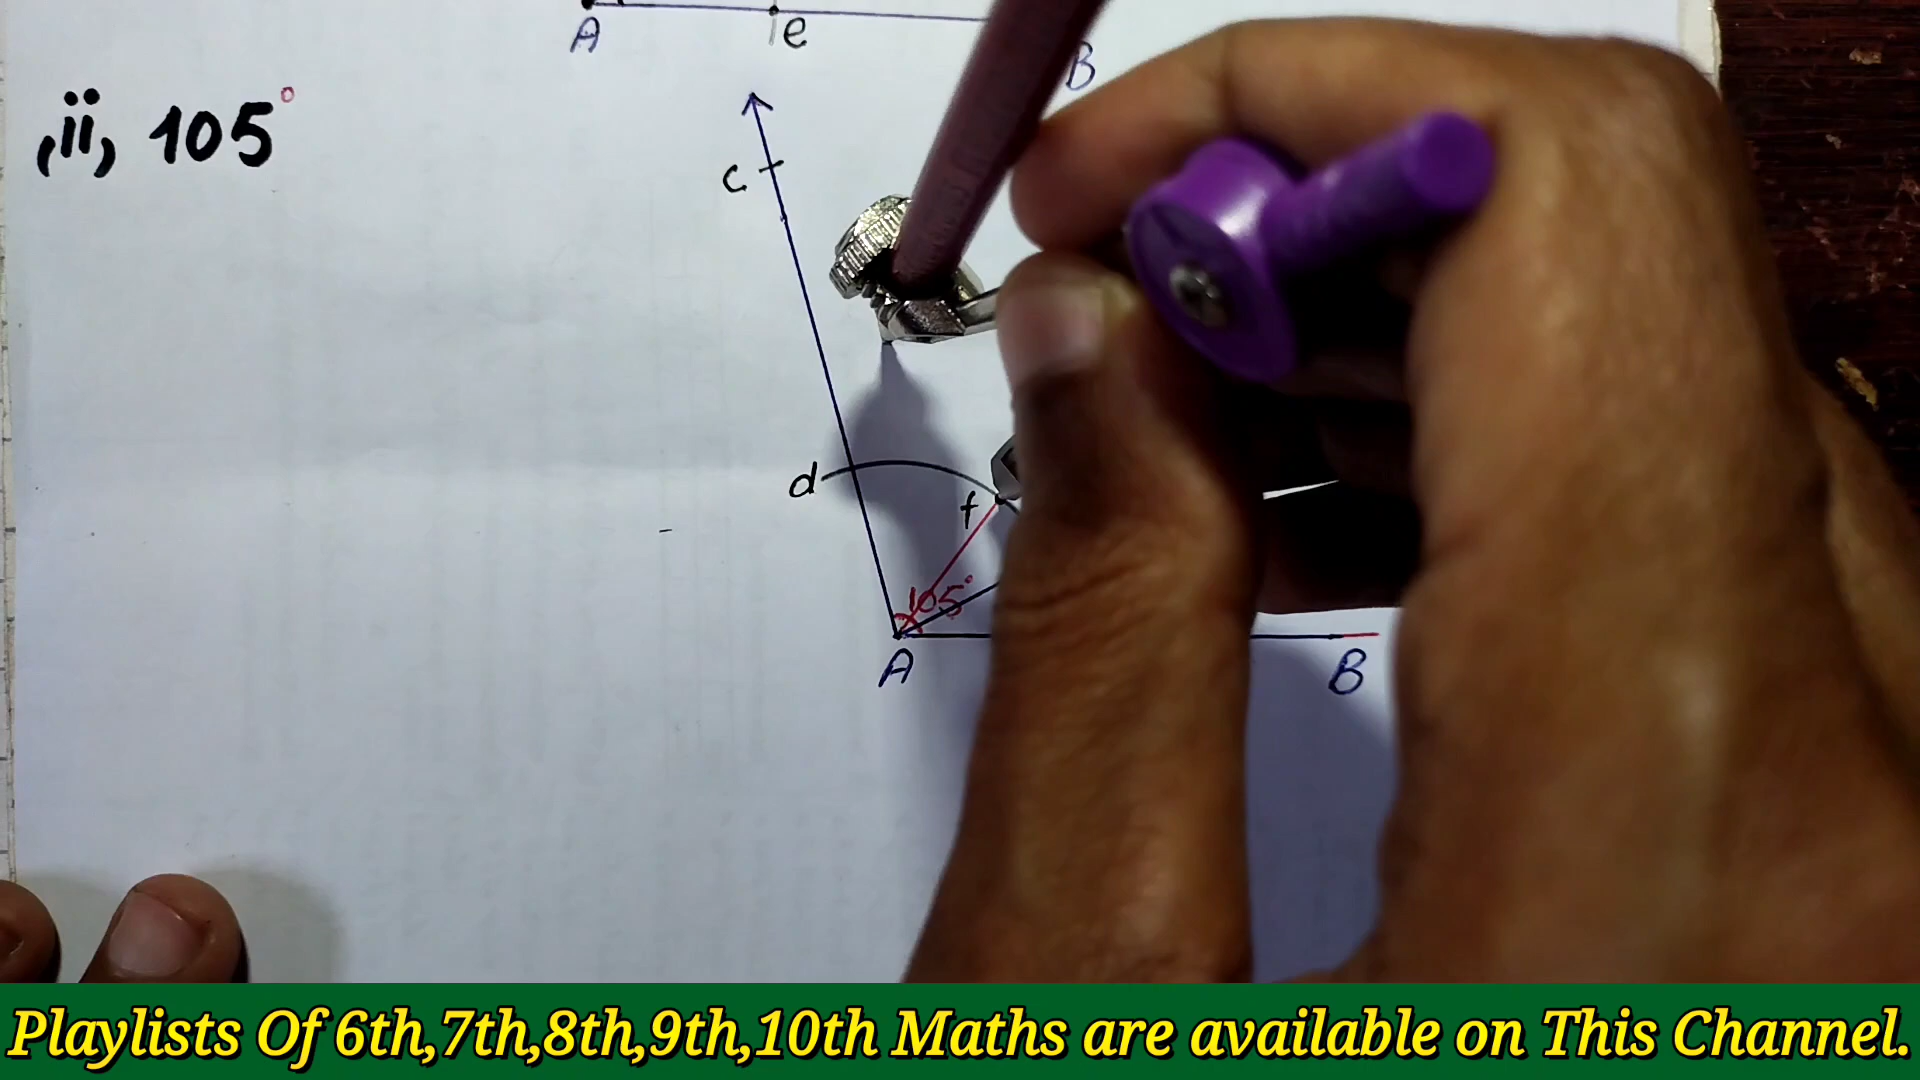 A e B
,ii, 105°
c
d
f
105°
A B
Playlists Of 6th,7th,8th,9th,10th Maths are available on This Channel.